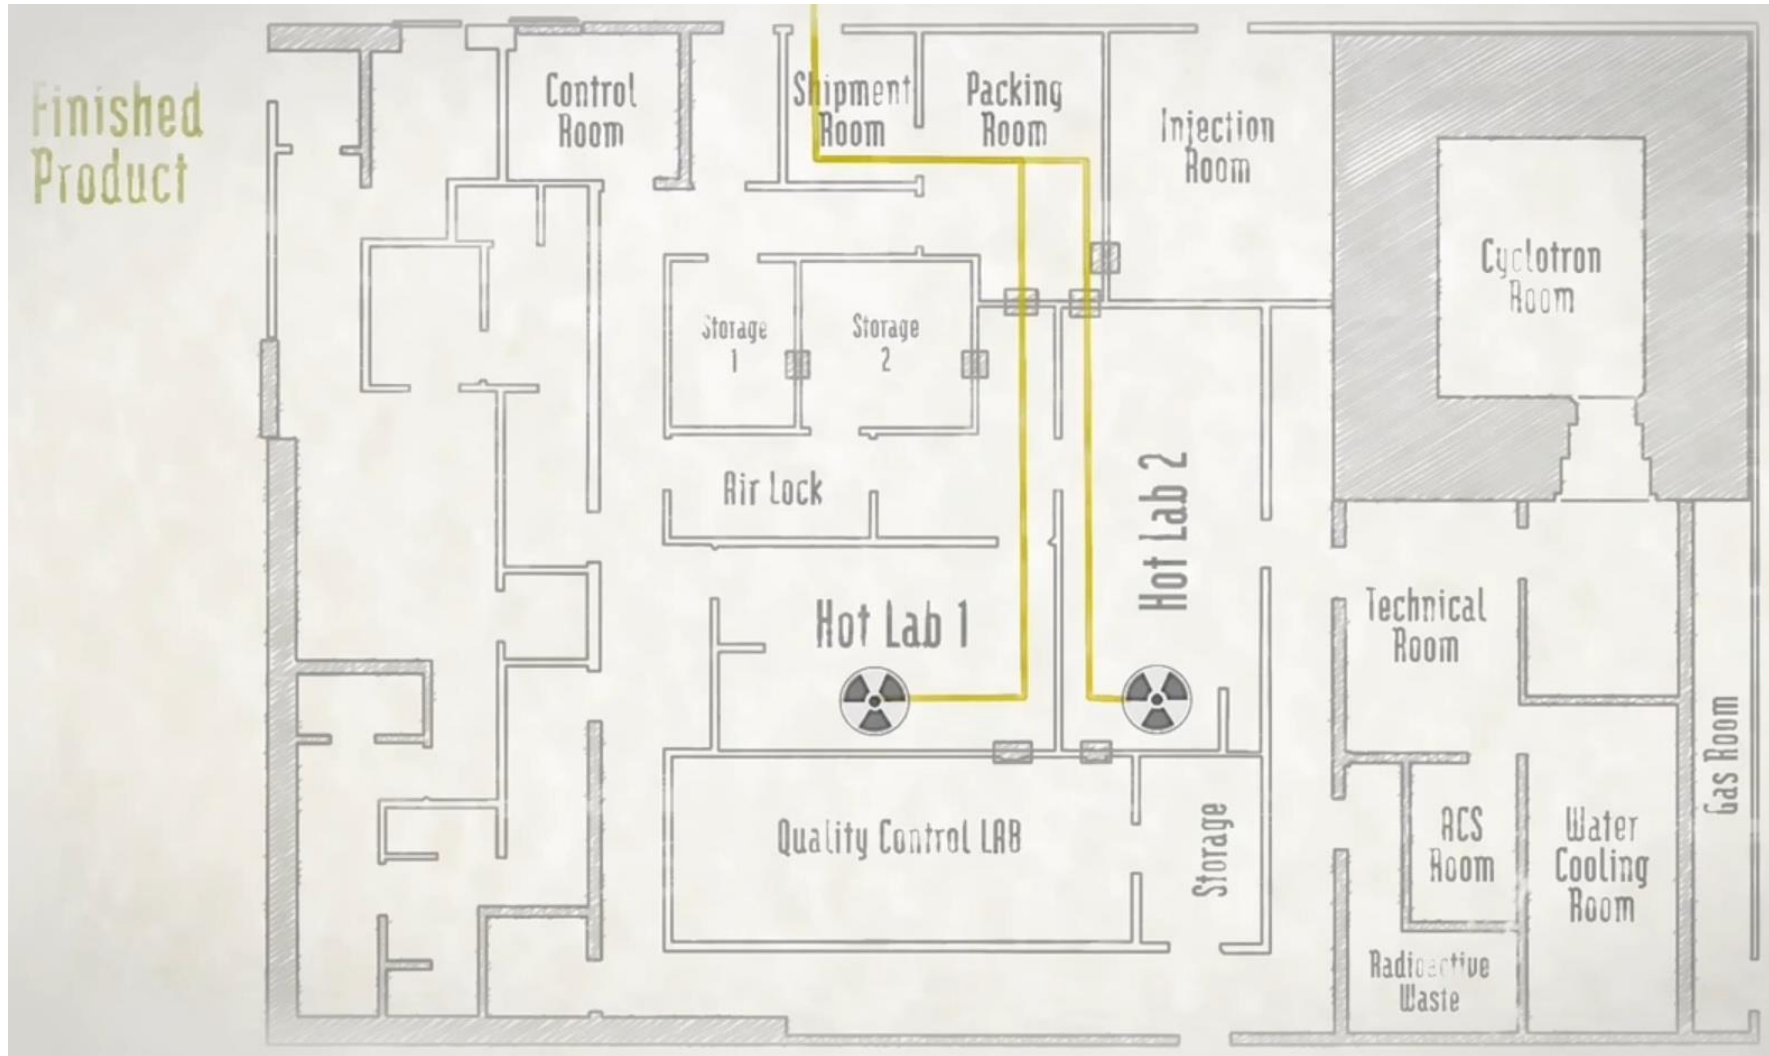 Finished
Product
Control
Room
Shipment
Room
Packing
Room
Injection
Room
Cyclotron
Room
Storage
1
Storage
2
Air Lock
Hot Lab 2
Hot Lab 1
Technical
Room
Gas Room
Quality Control LAB
Storage
ACS
Room
Water
Cooling
Room
Radioactive
Waste